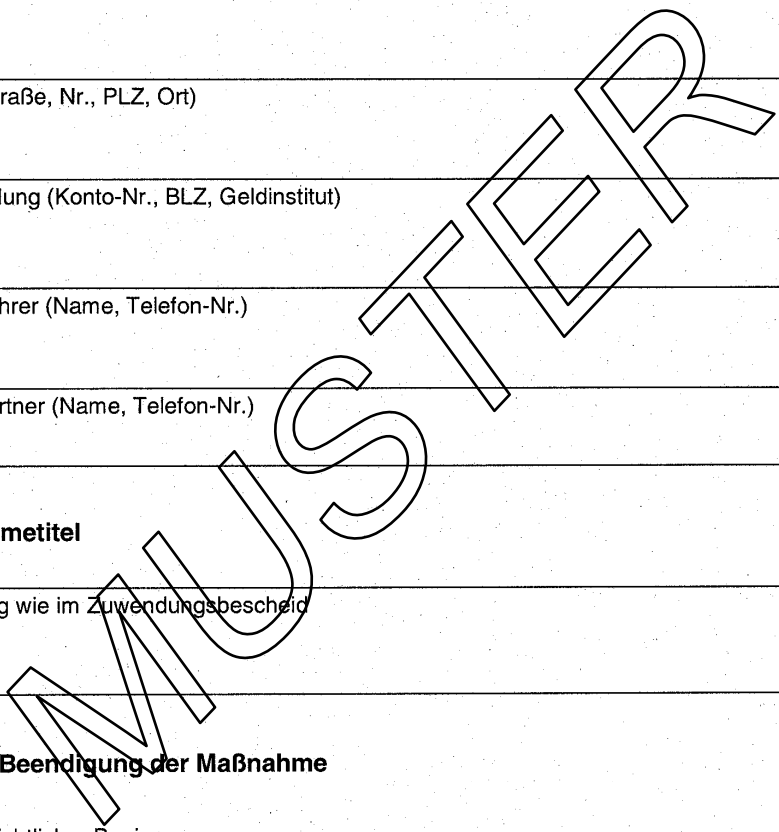 raße, Nr., PLZ, Ort)
lung (Konto-Nr., BLZ, Geldinstitut)
hrer (Name, Telefon-Nr.)
rtner (Name, Telefon-Nr.)
metitel
g wie im Zuwendungsbescheid
Beendigung der Maßnahme
MUSTER